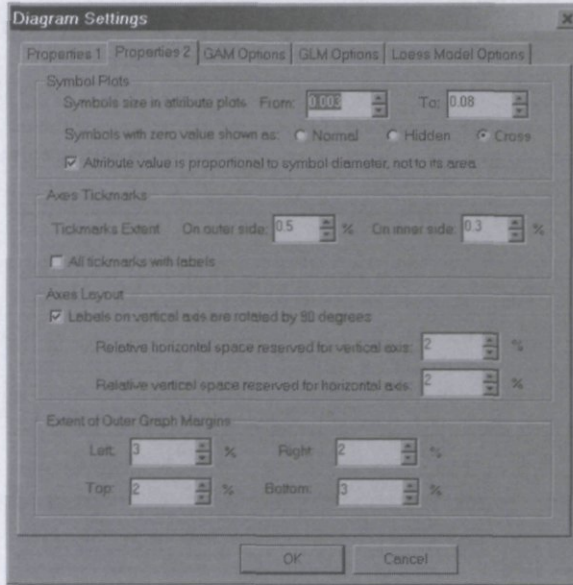 Diagram Settings
Properties 1 Properties 2 GAM Options GLM Options Loess Model Options
Symbol Plots
Symbols size in attribute plots From: 0.003 To: 0.08
Symbols with zero value shown as: Normal Hidden Cross
Attribute value is proportional to symbol diameter, not to its area
Axes Tickmarks
Tickmarks Extent On outer side: 0.5 % On inner side: 0.3 %
All tickmarks with labels
Axes Layout
Labels on vertical axis are rotated by 90 degrees
Relative horizontal space reserved for vertical axis: 2 %
Relative vertical space reserved for horizontal axis: 2 %
Extent of Outer Graph Margins
Left: 3 % Right: 2 %
Top: 2 % Bottom: 3 %
OK Cancel